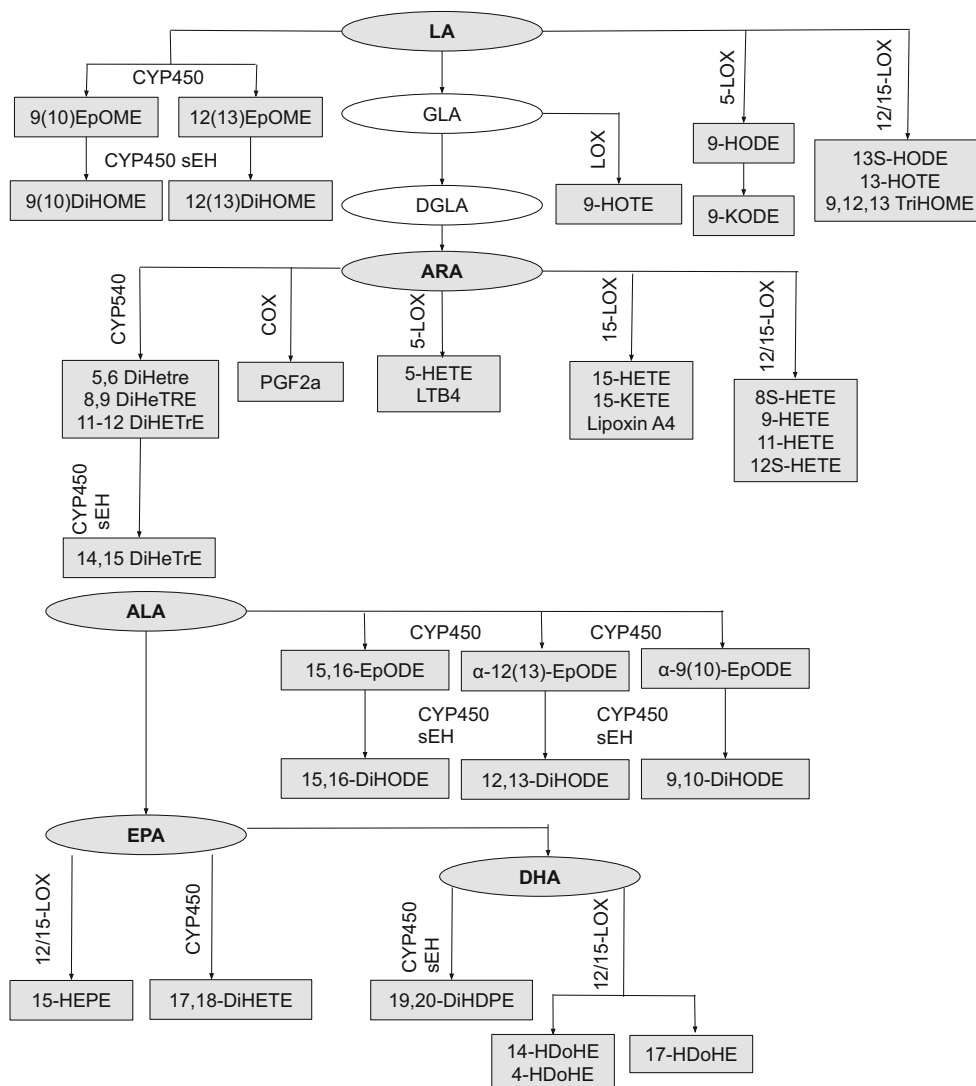 LA
CYP450
5-LOX
12/15-LOX
9(10)EpOME
12(13)EpOME
GLA
LOX
9-HODE
13S-HODE
13-HOTE
9,12,13 TriHOME
CYP450 sEH
9(10)DiHOME
12(13)DiHOME
DGLA
9-HOTE
9-KODE
ARA
CYP540
COX
5-LOX
15-LOX
12/15-LOX
5,6 DiHetre
8,9 DiHeTRE
11-12 DiHETrE
PGF2a
5-HETE
LTB4
15-HETE
15-KETE
Lipoxin A4
8S-HETE
9-HETE
11-HETE
12S-HETE
CYP450
sEH
14,15 DiHeTrE
ALA
CYP450
CYP450
15,16-EpODE
α-12(13)-EpODE
α-9(10)-EpODE
CYP450
sEH
CYP450
sEH
15,16-DiHODE
12,13-DiHODE
9,10-DiHODE
EPA
DHA
12/15-LOX
CYP450
CYP450
sEH
12/15-LOX
15-HEPE
17,18-DiHETE
19,20-DiHDPE
14-HDoHE
4-HDoHE
17-HDoHE